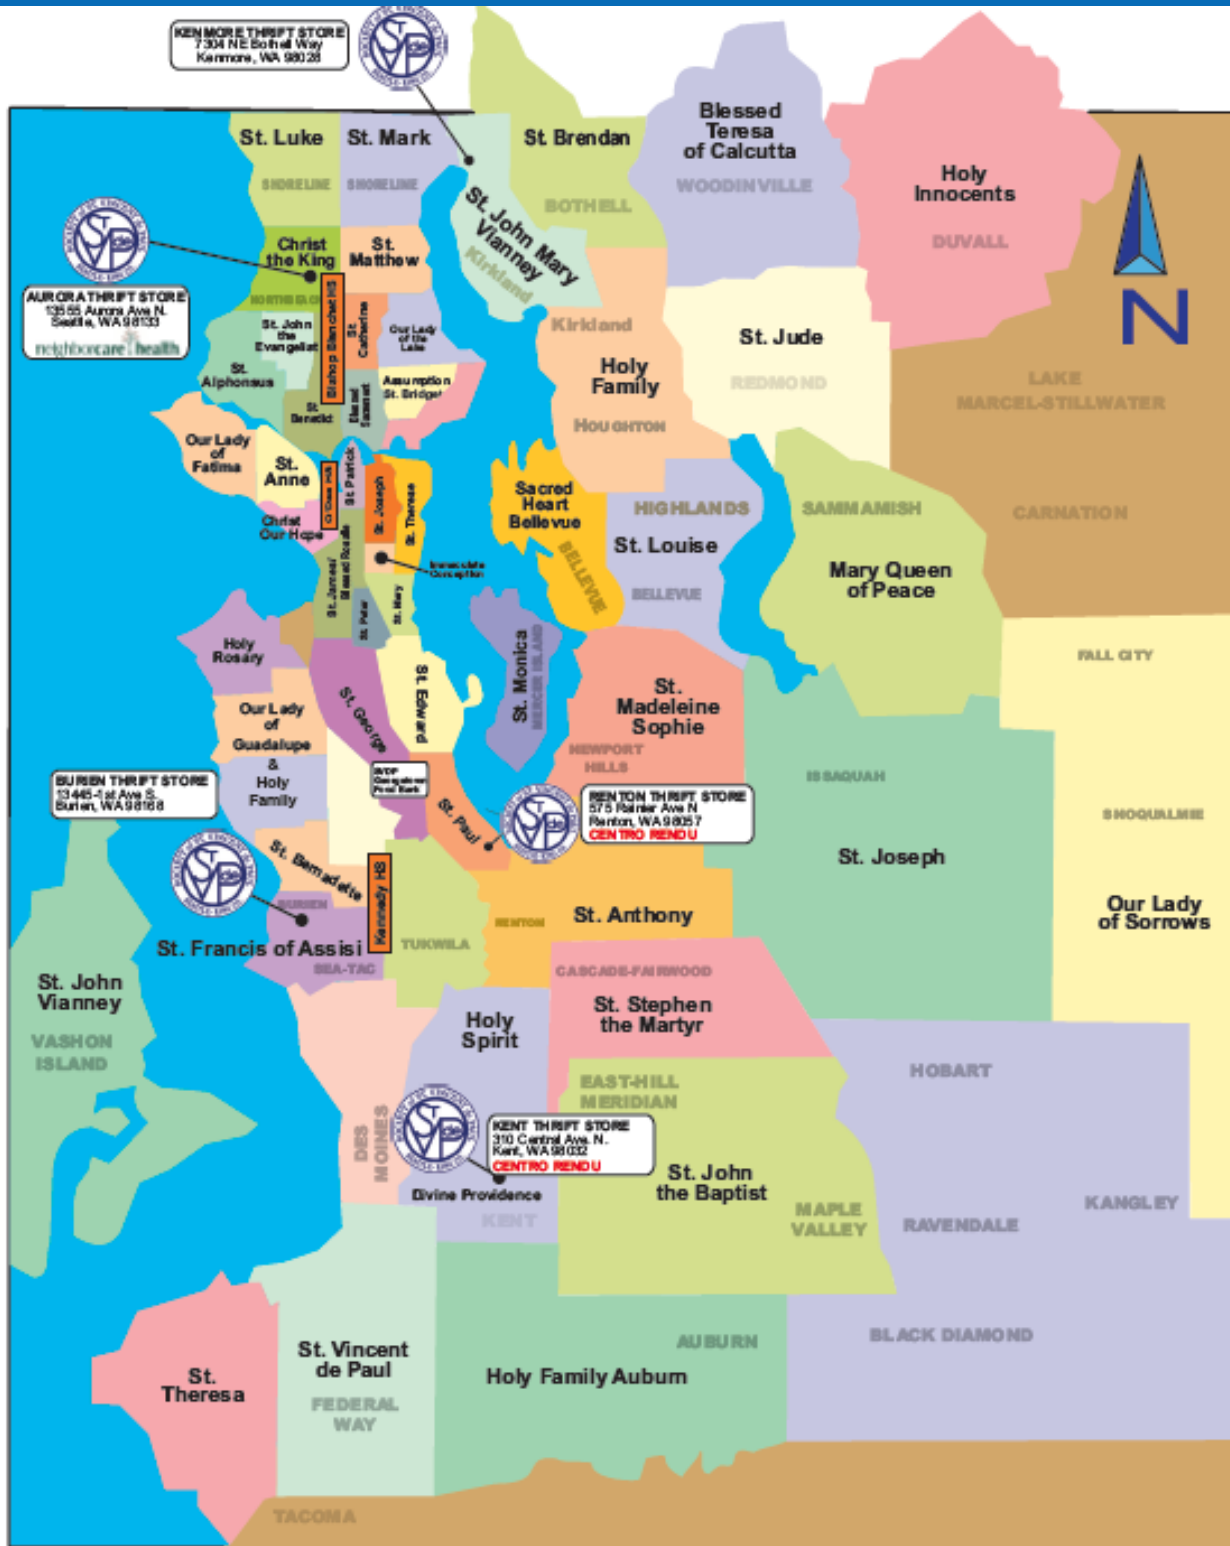 KENMORE THRIFT STORE
7304 NE Bothell Way
Kenmore, WA 98028
St. Luke
SHORELINE
St. Mark
SHORELINE
St. Brendan
BOTHELL
Blessed
Teresa
of Calcutta
WOODINVILLE
Holy
Innocents
DUVALL
St. John Mary
Vianney
Kirkland
Christ
the King
NORTHBEACH
St.
Matthew
AURORA THRIFT STORE
13555 Aurora Ave N.
Seattle, WA 98133
neighborcare health
St. John
the
Evangelist
Bishop Blanchet HS
St.
Catherine
Our Lady
of the
Lake
St.
Alphonsus
St.
Benedict
Blessed
Sacrament
Assumption
St. Bridget
Kirkland
Holy
Family
HOUGHTON
St. Jude
REDMOND
LAKE
MARCEL-STILLWATER
CARNATION
Our Lady
of
Fatima
St.
Anne
O'Dea HS
St. Patrick
St. Joseph
St. Therese
Christ
Our Hope
St. James/
Blessed Rosalie
Immaculate
Conception
St. Peter
St. Mary
Sacred
Heart
Bellevue
BELLEVUE
HIGHLANDS
St. Louise
BELLEVUE
SAMMAMISH
Mary Queen
of Peace
FALL CITY
Holy
Rosary
St. George
St. Edward
St. Monica
MERCER ISLAND
St.
Madeleine
Sophie
NEWPORT
HILLS
Our Lady
of
Guadalupe
&
Holy
Family
SVDP
Georgetown
Food Bank
ISSAQUAH
St. Joseph
SNOQUALMIE
Our Lady
of Sorrows
BURIEN THRIFT STORE
13445-1st Ave S.
Burien, WA 98168
St. Paul
RENTON THRIFT STORE
575 Rainier Ave N
Renton, WA 98057
CENTRO RENDU
St. Bernadette
BURIEN
Kennedy HS
St. Francis of Assisi
SEA-TAC
TUKWILA
RENTON
St. Anthony
St. John
Vianney
VASHON
ISLAND
CASCADE-FAIRWOOD
St. Stephen
the Martyr
Holy
Spirit
DES
MOINES
EAST-HILL
MERIDIAN
HOBART
KENT THRIFT STORE
310 Central Ave. N.
Kent, WA 98032
CENTRO RENDU
Divine Providence
KENT
St. John
the Baptist
MAPLE
VALLEY
RAVENDALE
KANGLEY
BLACK DIAMOND
St.
Theresa
St. Vincent
de Paul
FEDERAL
WAY
AUBURN
Holy Family Auburn
TACOMA
N